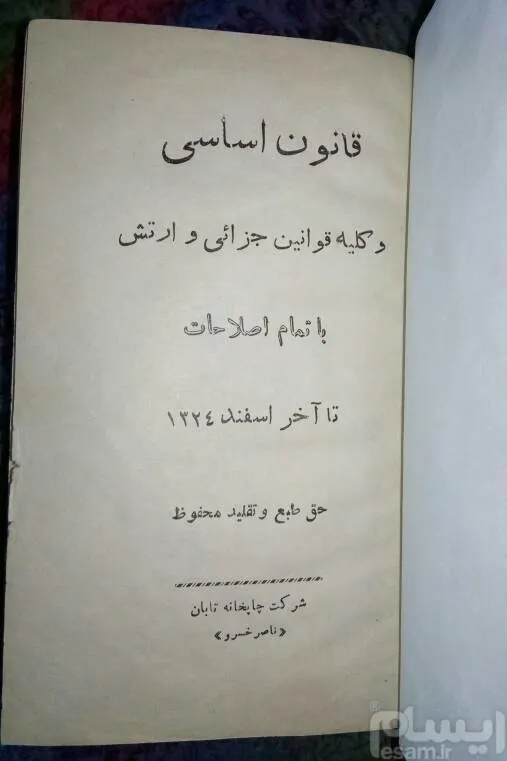 قانون اساسی
و کلیه قوانین جزائی و ارتش
با تمام اصلاحات
تا آخر اسفند ۱۳۲۴
حق طبع و تقلید محفوظ
شرکت چاپخانه تابان
«ناصر خسرو»
ایسام
esam.ir